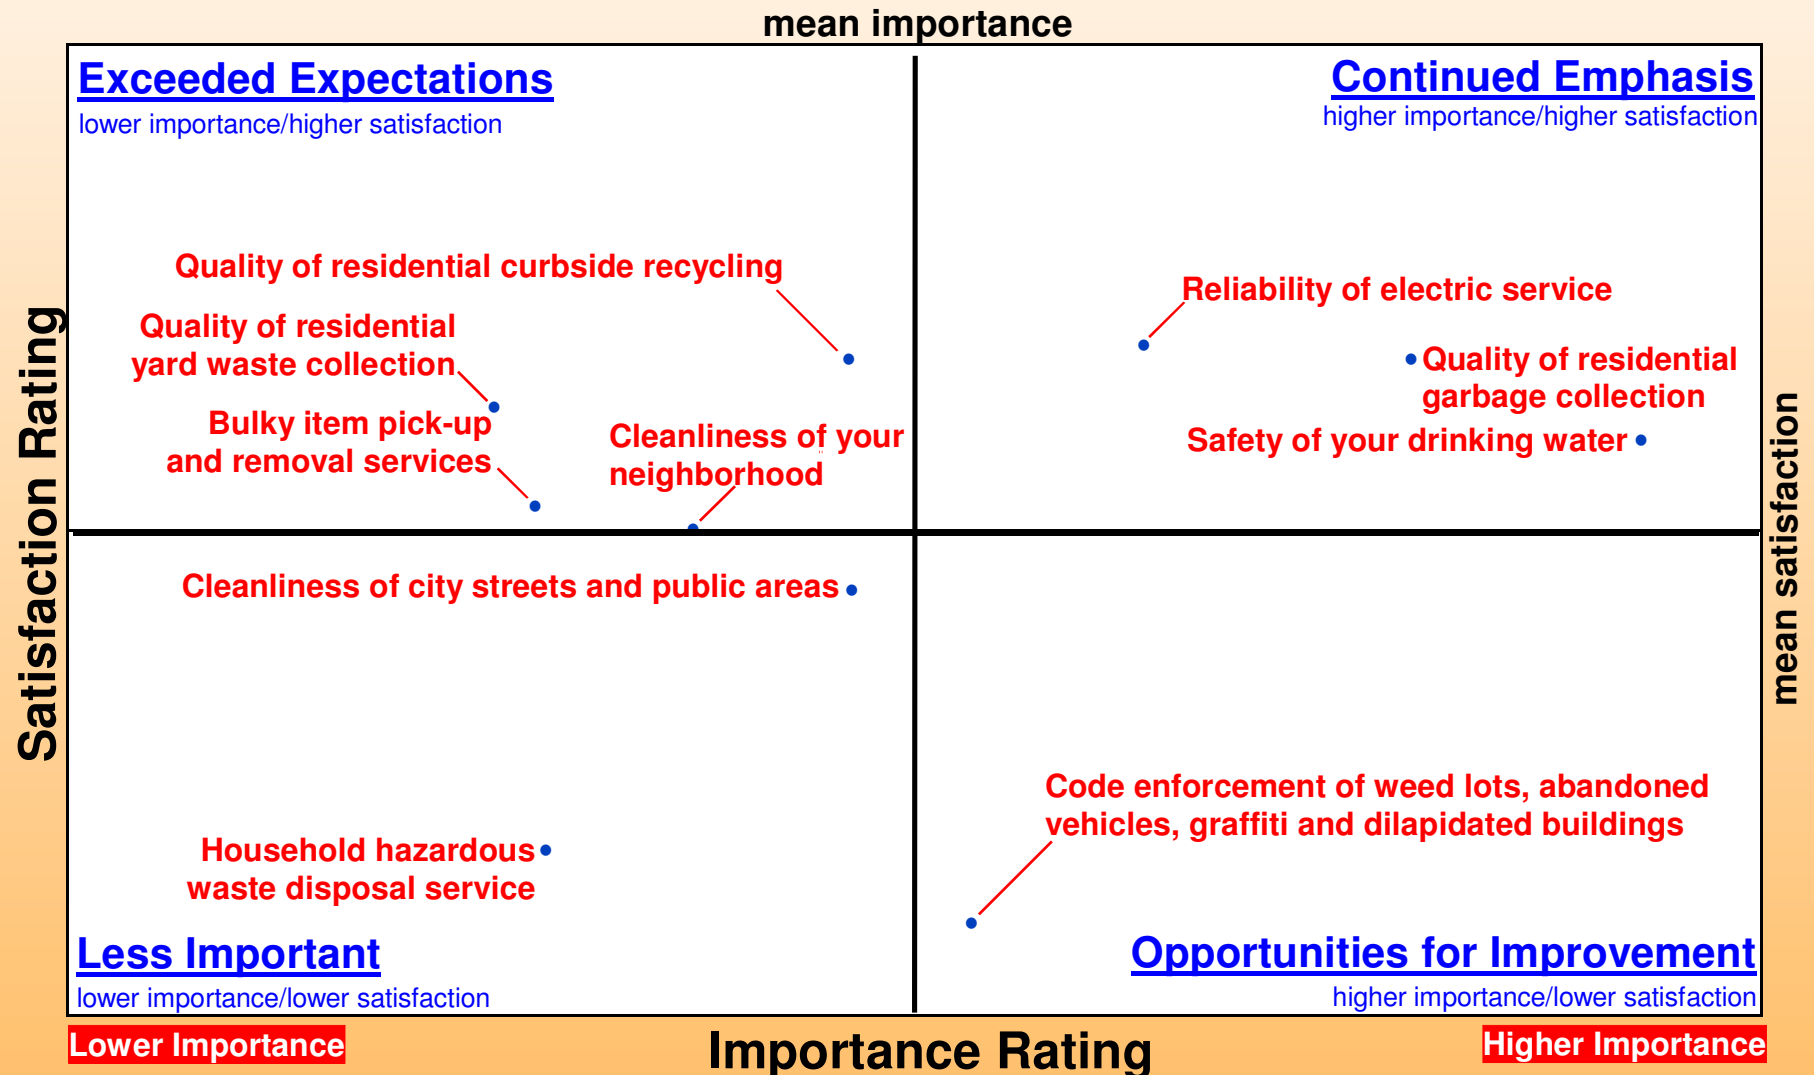 mean importance
Exceeded Expectations
lower importance/higher satisfaction
Continued Emphasis
higher importance/higher satisfaction
Quality of residential curbside recycling
Quality of residential
yard waste collection
Bulky item pick-up
and removal services
Cleanliness of your
neighborhood
Reliability of electric service
Quality of residential
garbage collection
Safety of your drinking water
Satisfaction Rating
mean satisfaction
Cleanliness of city streets and public areas
Household hazardous
waste disposal service
Code enforcement of weed lots, abandoned
vehicles, graffiti and dilapidated buildings
Less Important
lower importance/lower satisfaction
Opportunities for Improvement
higher importance/lower satisfaction
Lower Importance
Importance Rating
Higher Importance